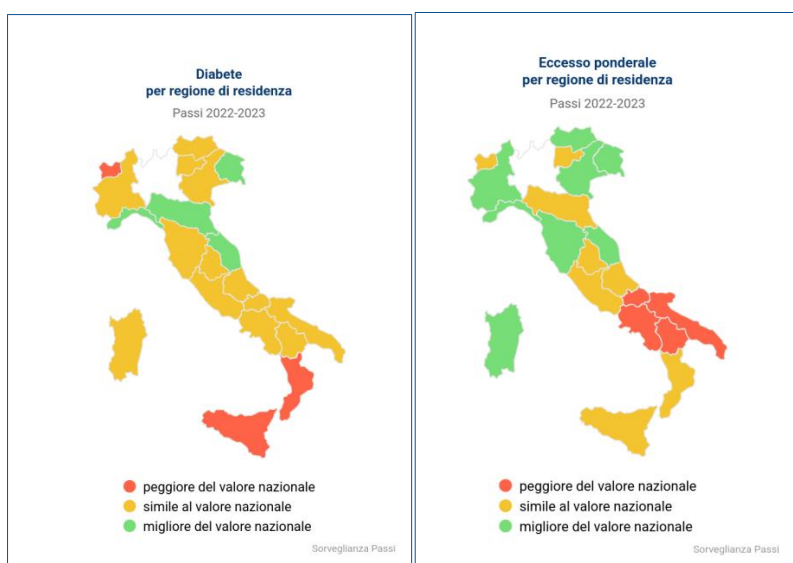 Diabete
per regione di residenza
Passi 2022-2023
peggiore del valore nazionale
simile al valore nazionale
migliore del valore nazionale
Sorveglianza Passi
Eccesso ponderale
per regione di residenza
Passi 2022-2023
peggiore del valore nazionale
simile al valore nazionale
migliore del valore nazionale
Sorveglianza Passi